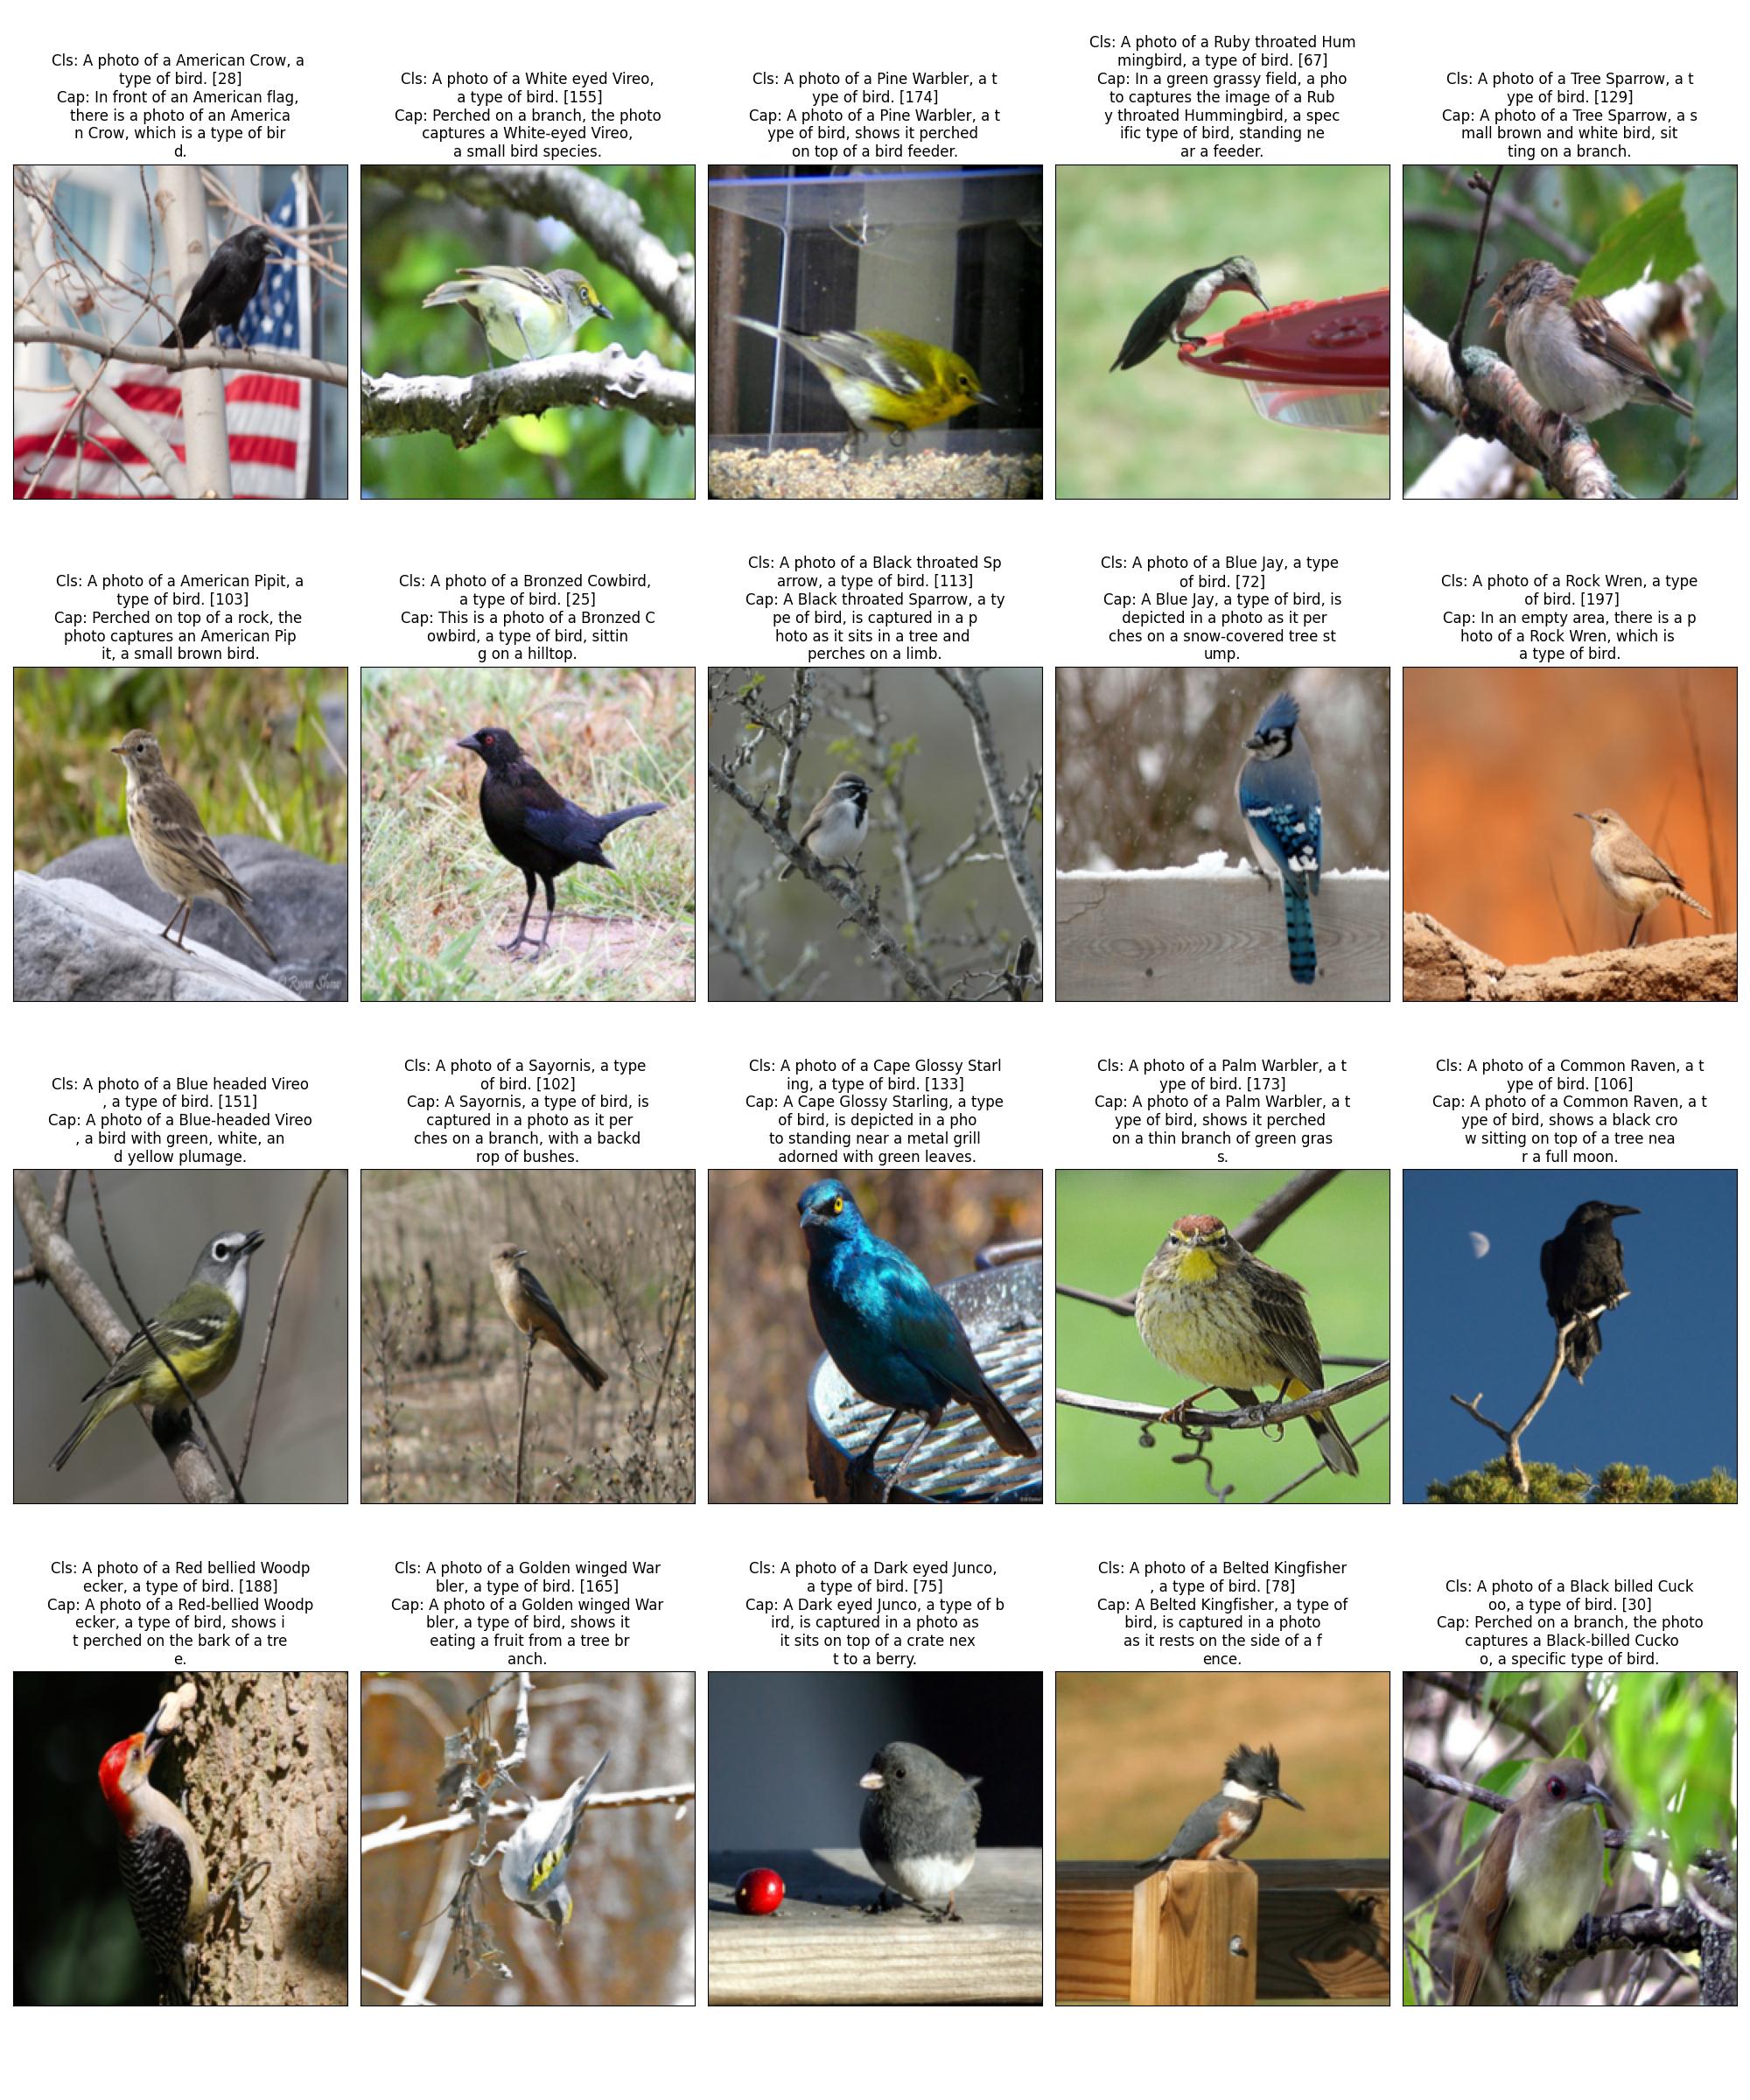 Cls: A photo of a American Crow, a
type of bird. [28]
Cap: In front of an American flag,
there is a photo of an America
n Crow, which is a type of bir
d.
Cls: A photo of a White eyed Vireo,
a type of bird. [155]
Cap: Perched on a branch, the photo
captures a White-eyed Vireo,
a small bird species.
Cls: A photo of a Pine Warbler, a t
ype of bird. [174]
Cap: A photo of a Pine Warbler, a t
ype of bird, shows it perched
on top of a bird feeder.
Cls: A photo of a Ruby throated Hum
mingbird, a type of bird. [67]
Cap: In a green grassy field, a pho
to captures the image of a Rub
y throated Hummingbird, a spec
ific type of bird, standing ne
ar a feeder.
Cls: A photo of a Tree Sparrow, a t
ype of bird. [129]
Cap: A photo of a Tree Sparrow, a s
mall brown and white bird, sit
ting on a branch.
Cls: A photo of a American Pipit, a
type of bird. [103]
Cap: Perched on top of a rock, the
photo captures an American Pip
it, a small brown bird.
© Ryan Shaw
Cls: A photo of a Bronzed Cowbird,
a type of bird. [25]
Cap: This is a photo of a Bronzed C
owbird, a type of bird, sittin
g on a hilltop.
Cls: A photo of a Black throated Sp
arrow, a type of bird. [113]
Cap: A Black throated Sparrow, a ty
pe of bird, is captured in a p
hoto as it sits in a tree and
perches on a limb.
Cls: A photo of a Blue Jay, a type
of bird. [72]
Cap: A Blue Jay, a type of bird, is
depicted in a photo as it per
ches on a snow-covered tree st
ump.
Cls: A photo of a Rock Wren, a type
of bird. [197]
Cap: In an empty area, there is a p
hoto of a Rock Wren, which is
a type of bird.
Cls: A photo of a Blue headed Vireo
, a type of bird. [151]
Cap: A photo of a Blue-headed Vireo
, a bird with green, white, an
d yellow plumage.
Cls: A photo of a Sayornis, a type
of bird. [102]
Cap: A Sayornis, a type of bird, is
captured in a photo as it per
ches on a branch, with a backd
rop of bushes.
Cls: A photo of a Cape Glossy Starl
ing, a type of bird. [133]
Cap: A Cape Glossy Starling, a type
of bird, is depicted in a pho
to standing near a metal grill
adorned with green leaves.
Cls: A photo of a Palm Warbler, a t
ype of bird. [173]
Cap: A photo of a Palm Warbler, a t
ype of bird, shows it perched
on a thin branch of green gras
s.
Cls: A photo of a Common Raven, a t
ype of bird. [106]
Cap: A photo of a Common Raven, a t
ype of bird, shows a black cro
w sitting on top of a tree nea
r a full moon.
Cls: A photo of a Red bellied Woodp
ecker, a type of bird. [188]
Cap: A photo of a Red-bellied Woodp
ecker, a type of bird, shows i
t perched on the bark of a tre
e.
Cls: A photo of a Golden winged War
bler, a type of bird. [165]
Cap: A photo of a Golden winged War
bler, a type of bird, shows it
eating a fruit from a tree br
anch.
Cls: A photo of a Dark eyed Junco,
a type of bird. [75]
Cap: A Dark eyed Junco, a type of b
ird, is captured in a photo as
it sits on top of a crate nex
t to a berry.
Cls: A photo of a Belted Kingfisher
, a type of bird. [78]
Cap: A Belted Kingfisher, a type of
bird, is captured in a photo
as it rests on the side of a f
ence.
Cls: A photo of a Black billed Cuck
oo, a type of bird. [30]
Cap: Perched on a branch, the photo
captures a Black-billed Cucko
o, a specific type of bird.